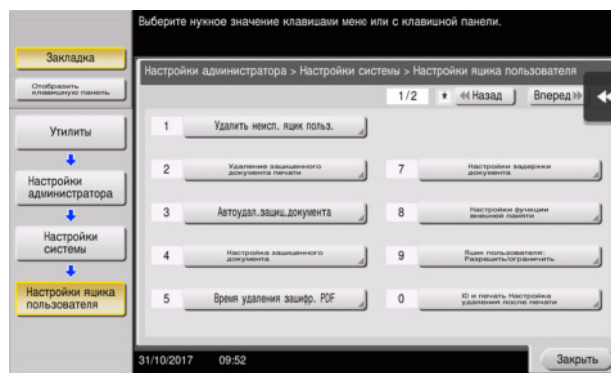 Выберите нужное значение клавишами меню или с клавишной панели.
Закладка
Отобразить
клавишную панель
Настройки администратора > Настройки системы > Настройки ящика пользователя
1/2
Назад
Вперед
Утилиты
Настройки
администратора
Настройки
системы
Настройки ящика
пользователя
1 Удалить неисп. ящик польз.
2 Удаление защищенного
документа печати
3 Автоудал.защищ.документа
4 Настройка защищенного
документа
5 Время удаления зашифр. PDF
7 Настройки задержки
документа
8 Настройки функции
внешней памяти
9 Ящик пользователя:
Разрешить/ограничить
0 ID и печать Настройка
удаления после печати
31/10/2017 09:52
Закрыть